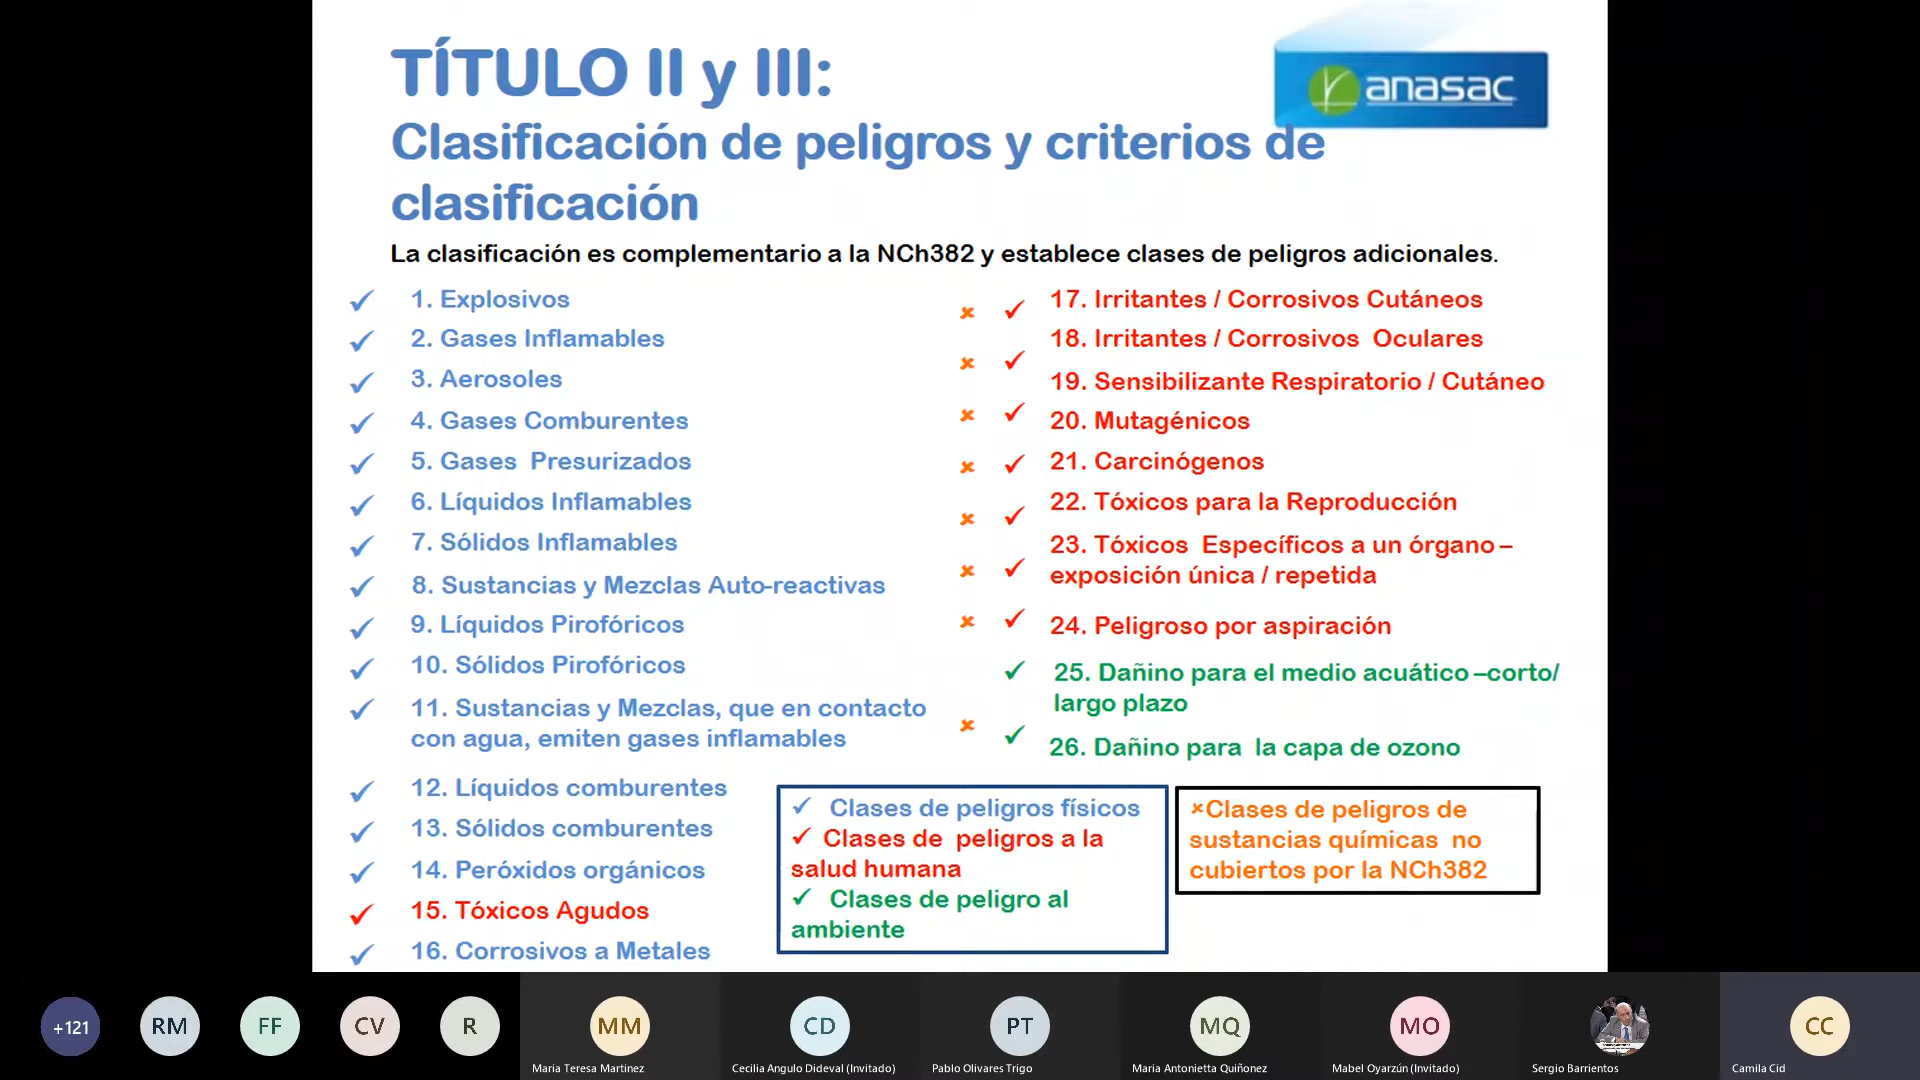 TÍTULO II y III:
anasac
Clasificación de peligros y criterios de
clasificación
La clasificación es complementario a la NCh382 y establece clases de peligros adicionales.
1. Explosivos
2. Gases Inflamables
3. Aerosoles
4. Gases Comburentes
5. Gases Presurizados
6. Líquidos Inflamables
7. Sólidos Inflamables
8. Sustancias y Mezclas Auto-reactivas
9. Líquidos Pirofóricos
10. Sólidos Pirofóricos
11. Sustancias y Mezclas, que en contacto
con agua, emiten gases inflamables
12. Líquidos comburentes
13. Sólidos comburentes
14. Peróxidos orgánicos
15. Tóxicos Agudos
16. Corrosivos a Metales
17. Irritantes / Corrosivos Cutáneos
18. Irritantes / Corrosivos Oculares
19. Sensibilizante Respiratorio / Cutáneo
20. Mutagénicos
21. Carcinógenos
22. Tóxicos para la Reproducción
23. Tóxicos Específicos a un órgano –
exposición única / repetida
24. Peligroso por aspiración
25. Dañino para el medio acuático –corto/
largo plazo
26. Dañino para la capa de ozono
✓ Clases de peligros físicos
✓ Clases de peligros a la
salud humana
✓ Clases de peligro al
ambiente
×Clases de peligros de
sustancias químicas no
cubiertos por la NCh382
+121
RM
FF
CV
R
MM
Maria Teresa Martinez
CD
Cecilia Angulo Dideval (Invitado)
PT
Pablo Olivares Trigo
MQ
Maria Antonietta Quiñonez
MO
Mabel Oyarzún (Invitado)
Sergio Barrientos
CC
Camila Cid